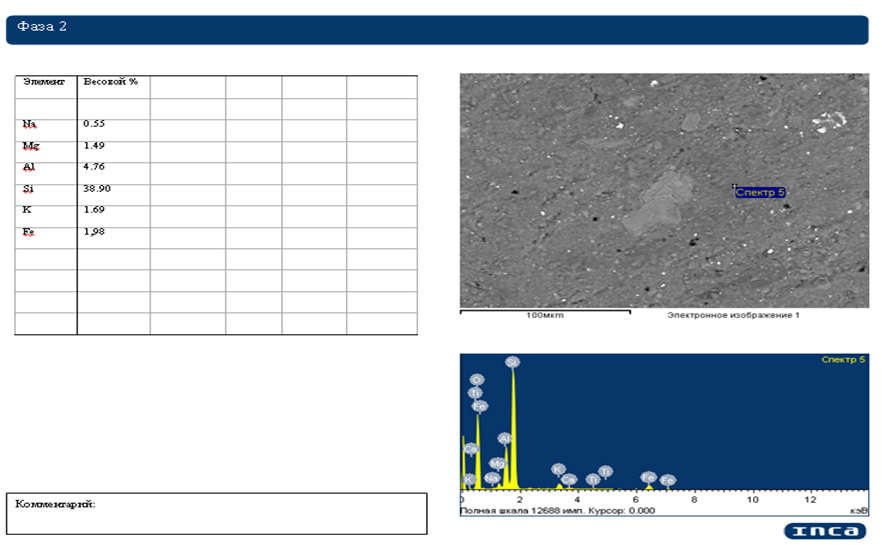 Фаза 2
Элемент Весовой %
Na 0.55
Mg 1.49
Al 4.76
Si 38.90
K 1.69
Fe 1,98
Спектр 5
100мкm Электронное изображение 1
Спектр 5
Si
O
Ti
Fe
Al
Ca
Mg
K Na K Ca Ti Ti Fe Fe
0 2 4 6 8 10 12
Полная шкала 12688 имп. Курсор: 0.000 кэВ
Комментарий:
INCA